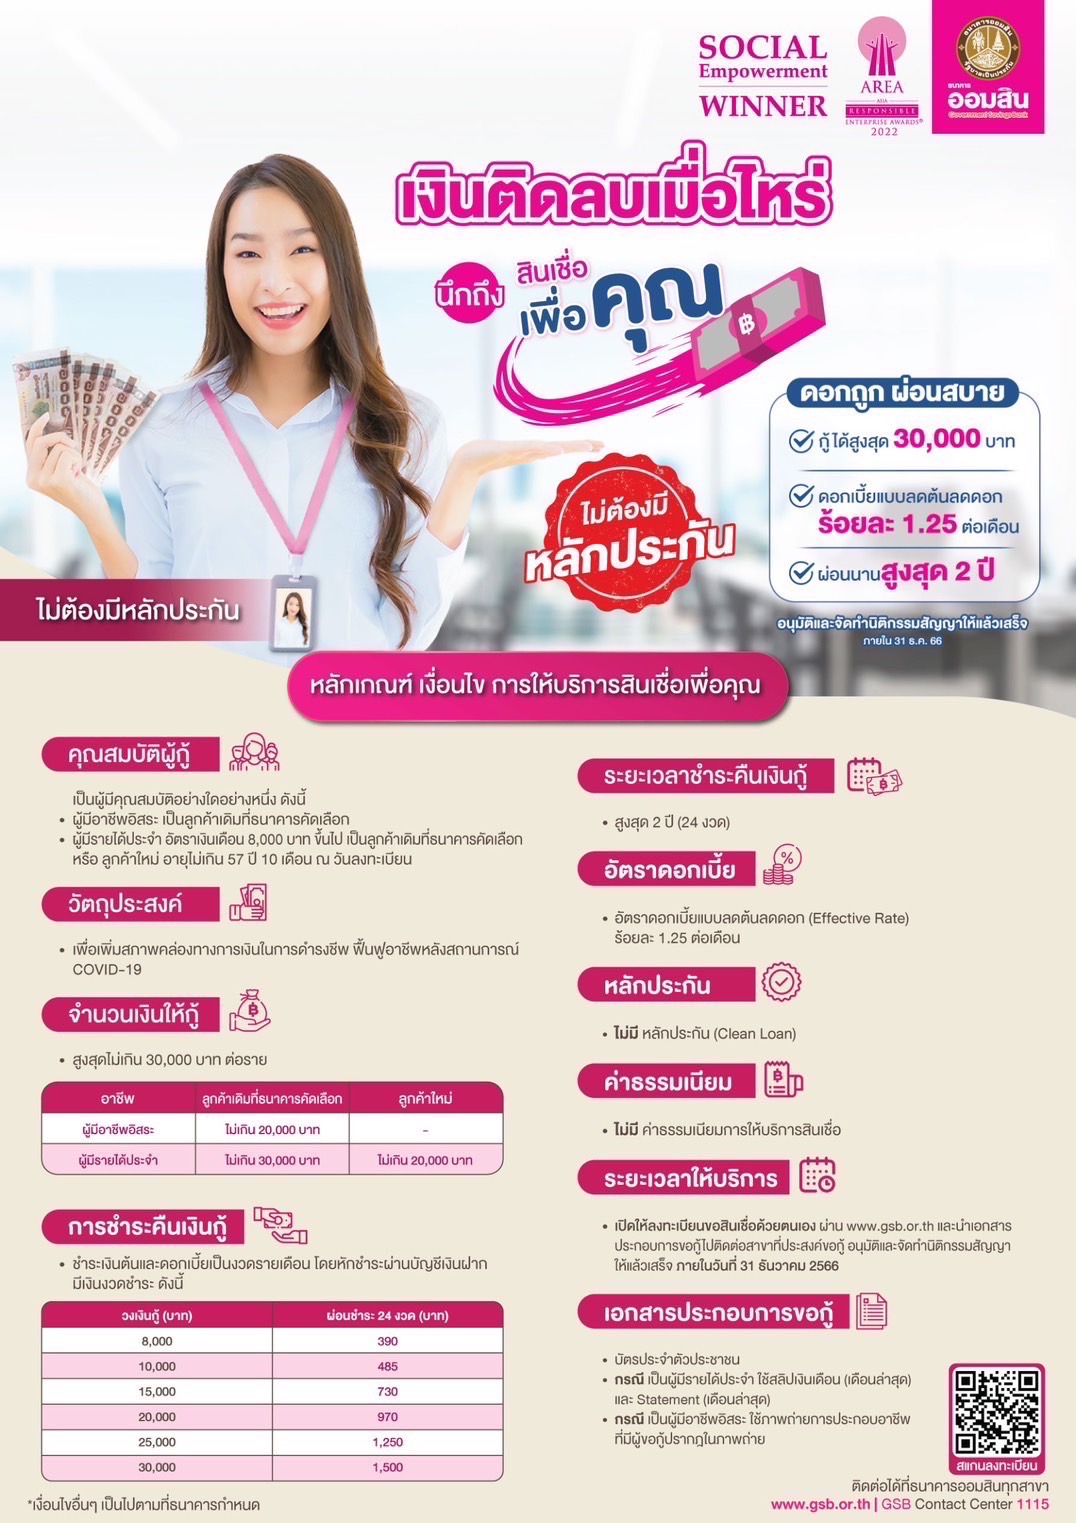 SOCIAL
Empowerment
WINNER
AREA
ASIA
RESPONSIBLE
ENTERPRISE AWARDS®
2022
ธนาคารออมสิน
ธนาคาร
ออมสิน
Government Savings Bank
เงินติดลบเมื่อไหร่
นึกถึง
สินเชื่อ
เพื่อคุณ
฿
ไม่ต้องมี
หลักประกัน
ดอกถูก ผ่อนสบาย
กู้ได้สูงสุด 30,000 บาท
ดอกเบี้ยแบบลดต้นลดดอก
ร้อยละ 1.25 ต่อเดือน
ผ่อนนานสูงสุด 2 ปี
อนุมัติและจัดทำนิติกรรมสัญญาให้แล้วเสร็จ
ภายใน 31 ธ.ค. 66
ไม่ต้องมีหลักประกัน
หลักเกณฑ์ เงื่อนไข การให้บริการสินเชื่อเพื่อคุณ
คุณสมบัติผู้กู้
เป็นผู้มีคุณสมบัติอย่างใดอย่างหนึ่ง ดังนี้
• ผู้มีอาชีพอิสระ เป็นลูกค้าเดิมที่ธนาคารคัดเลือก
• ผู้มีรายได้ประจำ อัตราเงินเดือน 8,000 บาท ขึ้นไป เป็นลูกค้าเดิมที่ธนาคารคัดเลือก
หรือ ลูกค้าใหม่ อายุไม่เกิน 57 ปี 10 เดือน ณ วันลงทะเบียน
วัตถุประสงค์
• เพื่อเพิ่มสภาพคล่องทางการเงินในการดำรงชีพ ฟื้นฟูอาชีพหลังสถานการณ์
COVID-19
จำนวนเงินให้กู้
• สูงสุดไม่เกิน 30,000 บาท ต่อราย
อาชีพ ลูกค้าเดิมที่ธนาคารคัดเลือก ลูกค้าใหม่
ผู้มีอาชีพอิสระ ไม่เกิน 20,000 บาท -
ผู้มีรายได้ประจำ ไม่เกิน 30,000 บาท ไม่เกิน 20,000 บาท
การชำระคืนเงินกู้
• ชำระเงินต้นและดอกเบี้ยเป็นงวดรายเดือน โดยหักชำระผ่านบัญชีเงินฝาก
มีเงินงวดชำระ ดังนี้
วงเงินกู้ (บาท) ผ่อนชำระ 24 งวด (บาท)
8,000 390
10,000 485
15,000 730
20,000 970
25,000 1,250
30,000 1,500
*เงื่อนไขอื่นๆ เป็นไปตามที่ธนาคารกำหนด
ระยะเวลาชำระคืนเงินกู้
• สูงสุด 2 ปี (24 งวด)
อัตราดอกเบี้ย
• อัตราดอกเบี้ยแบบลดต้นลดดอก (Effective Rate)
ร้อยละ 1.25 ต่อเดือน
หลักประกัน
• ไม่มี หลักประกัน (Clean Loan)
ค่าธรรมเนียม
• ไม่มี ค่าธรรมเนียมการให้บริการสินเชื่อ
ระยะเวลาให้บริการ
• เปิดให้ลงทะเบียนขอสินเชื่อด้วยตนเอง ผ่าน www.gsb.or.th และนำเอกสาร
ประกอบการขอกู้ไปติดต่อสาขาที่ประสงค์ขอกู้ อนุมัติและจัดทำนิติกรรมสัญญา
ให้แล้วเสร็จ ภายในวันที่ 31 ธันวาคม 2566
เอกสารประกอบการขอกู้
• บัตรประจำตัวประชาชน
• กรณี เป็นผู้มีรายได้ประจำ ใช้สลิปเงินเดือน (เดือนล่าสุด)
และ Statement (เดือนล่าสุด)
• กรณี เป็นผู้มีอาชีพอิสระ ใช้ภาพถ่ายการประกอบอาชีพ
ที่มีผู้ขอกู้ปรากฏในภาพถ่าย
สแกนลงทะเบียน
ติดต่อได้ที่ธนาคารออมสินทุกสาขา
www.gsb.or.th | GSB Contact Center 1115